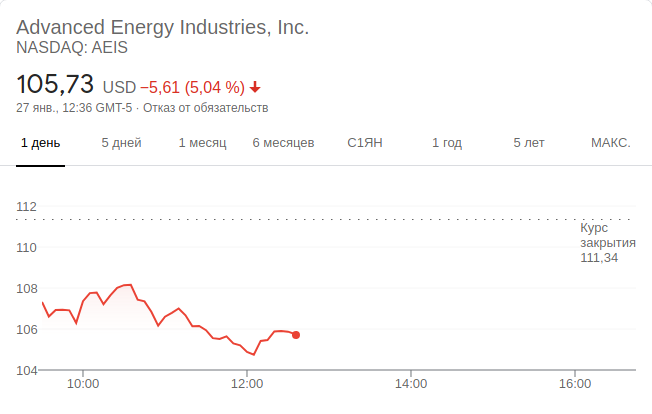 Advanced Energy Industries, Inc.
NASDAQ: AEIS
105,73 USD −5,61 (5,04 %)
27 янв., 12:36 GMT-5 · Отказ от обязательств
1 день 5 дней 1 месяц 6 месяцев С1ЯН 1 год 5 лет МАКС.
112
Курс
закрытия
110
111,34
108
106
104
10:00 12:00 14:00 16:00